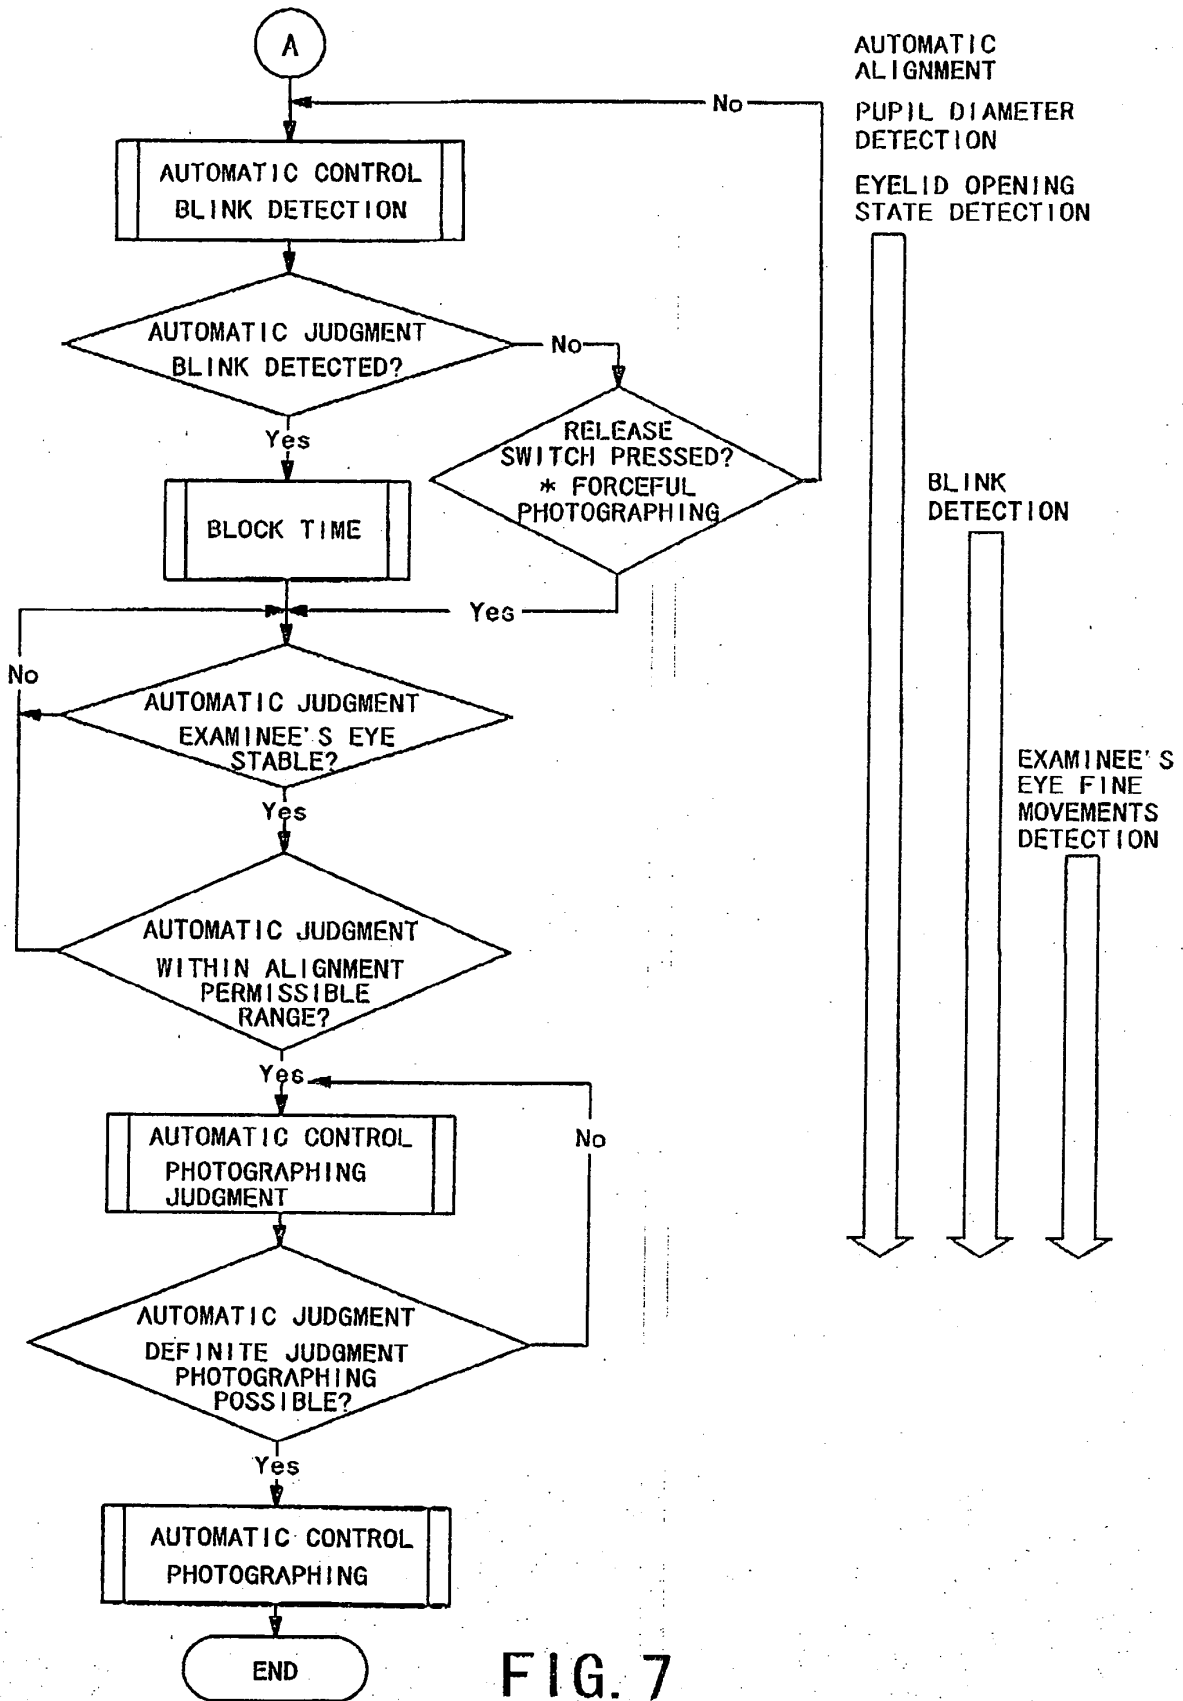 A
No
AUTOMATIC CONTROL
BLINK DETECTION
AUTOMATIC JUDGMENT
BLINK DETECTED?
No
Yes
RELEASE
SWITCH PRESSED?
* FORCEFUL
PHOTOGRAPHING
BLOCK TIME
Yes
No
AUTOMATIC JUDGMENT
EXAMINEE'S EYE
STABLE?
Yes
AUTOMATIC JUDGMENT
WITHIN ALIGNMENT
PERMISSIBLE
RANGE?
Yes
No
AUTOMATIC CONTROL
PHOTOGRAPHING
JUDGMENT
AUTOMATIC JUDGMENT
DEFINITE JUDGMENT
PHOTOGRAPHING
POSSIBLE?
Yes
AUTOMATIC CONTROL
PHOTOGRAPHING
END
AUTOMATIC
ALIGNMENT
PUPIL DIAMETER
DETECTION
EYELID OPENING
STATE DETECTION
BLINK
DETECTION
EXAMINEE'S
EYE FINE
MOVEMENTS
DETECTION
FIG. 7